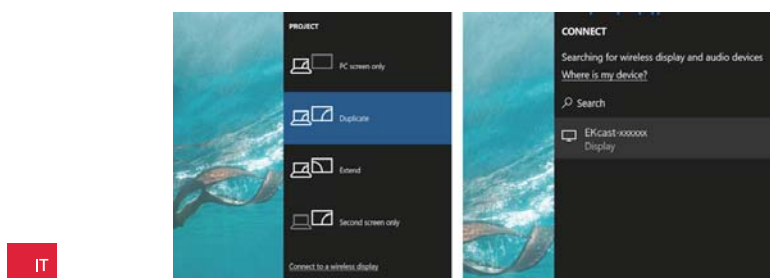 PROJECT
PC screen only
Duplicate
Extend
Second screen only
Connect to a wireless display
CONNECT
Searching for wireless display and audio devices
Where is my device?
Search
EKcast-xxxxxx
Display
IT